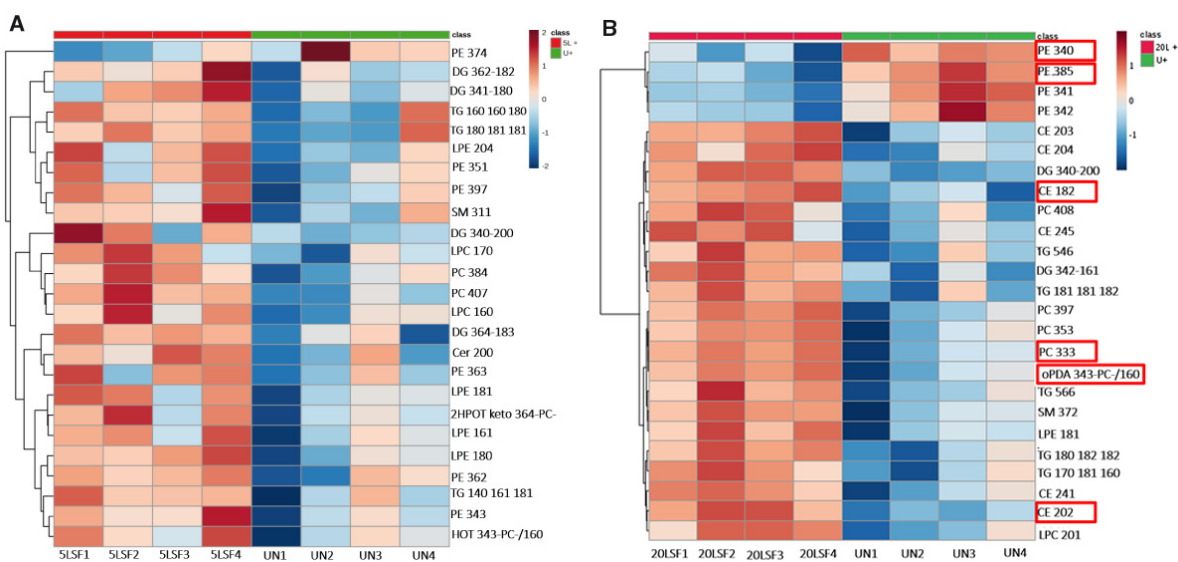 A
class
PE 374
DG 362-182
DG 341-180
TG 160 160 180
TG 180 181 181
LPE 204
PE 351
PE 397
SM 311
DG 340-200
LPC 170
PC 384
PC 407
LPC 160
DG 364-183
Cer 200
PE 363
LPE 181
2HPOT keto 364-PC-
LPE 161
LPE 180
PE 362
TG 140 161 181
PE 343
HOT 343-PC-/160
5LSF1 5LSF2 5LSF3 5LSF4 UN1 UN2 UN3 UN4
2
1
0
-1
-2
class
5L +
U+
B
class
PE 340
PE 385
PE 341
PE 342
CE 203
CE 204
DG 340-200
CE 182
PC 408
CE 245
TG 546
DG 342-161
TG 181 181 182
PC 397
PC 353
PC 333
oPDA 343-PC-/160
TG 566
SM 372
LPE 181
TG 180 182 182
TG 170 181 160
CE 241
CE 202
LPC 201
20LSF1 20LSF2 20LSF3 20LSF4 UN1 UN2 UN3 UN4
1
0
-1
class
20L +
U+